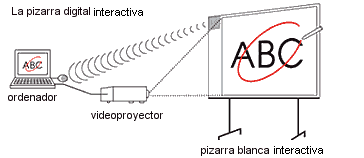 La pizarra digital interactiva
ABC
ABC
ordenador
videoproyector
pizarra blanca interactiva